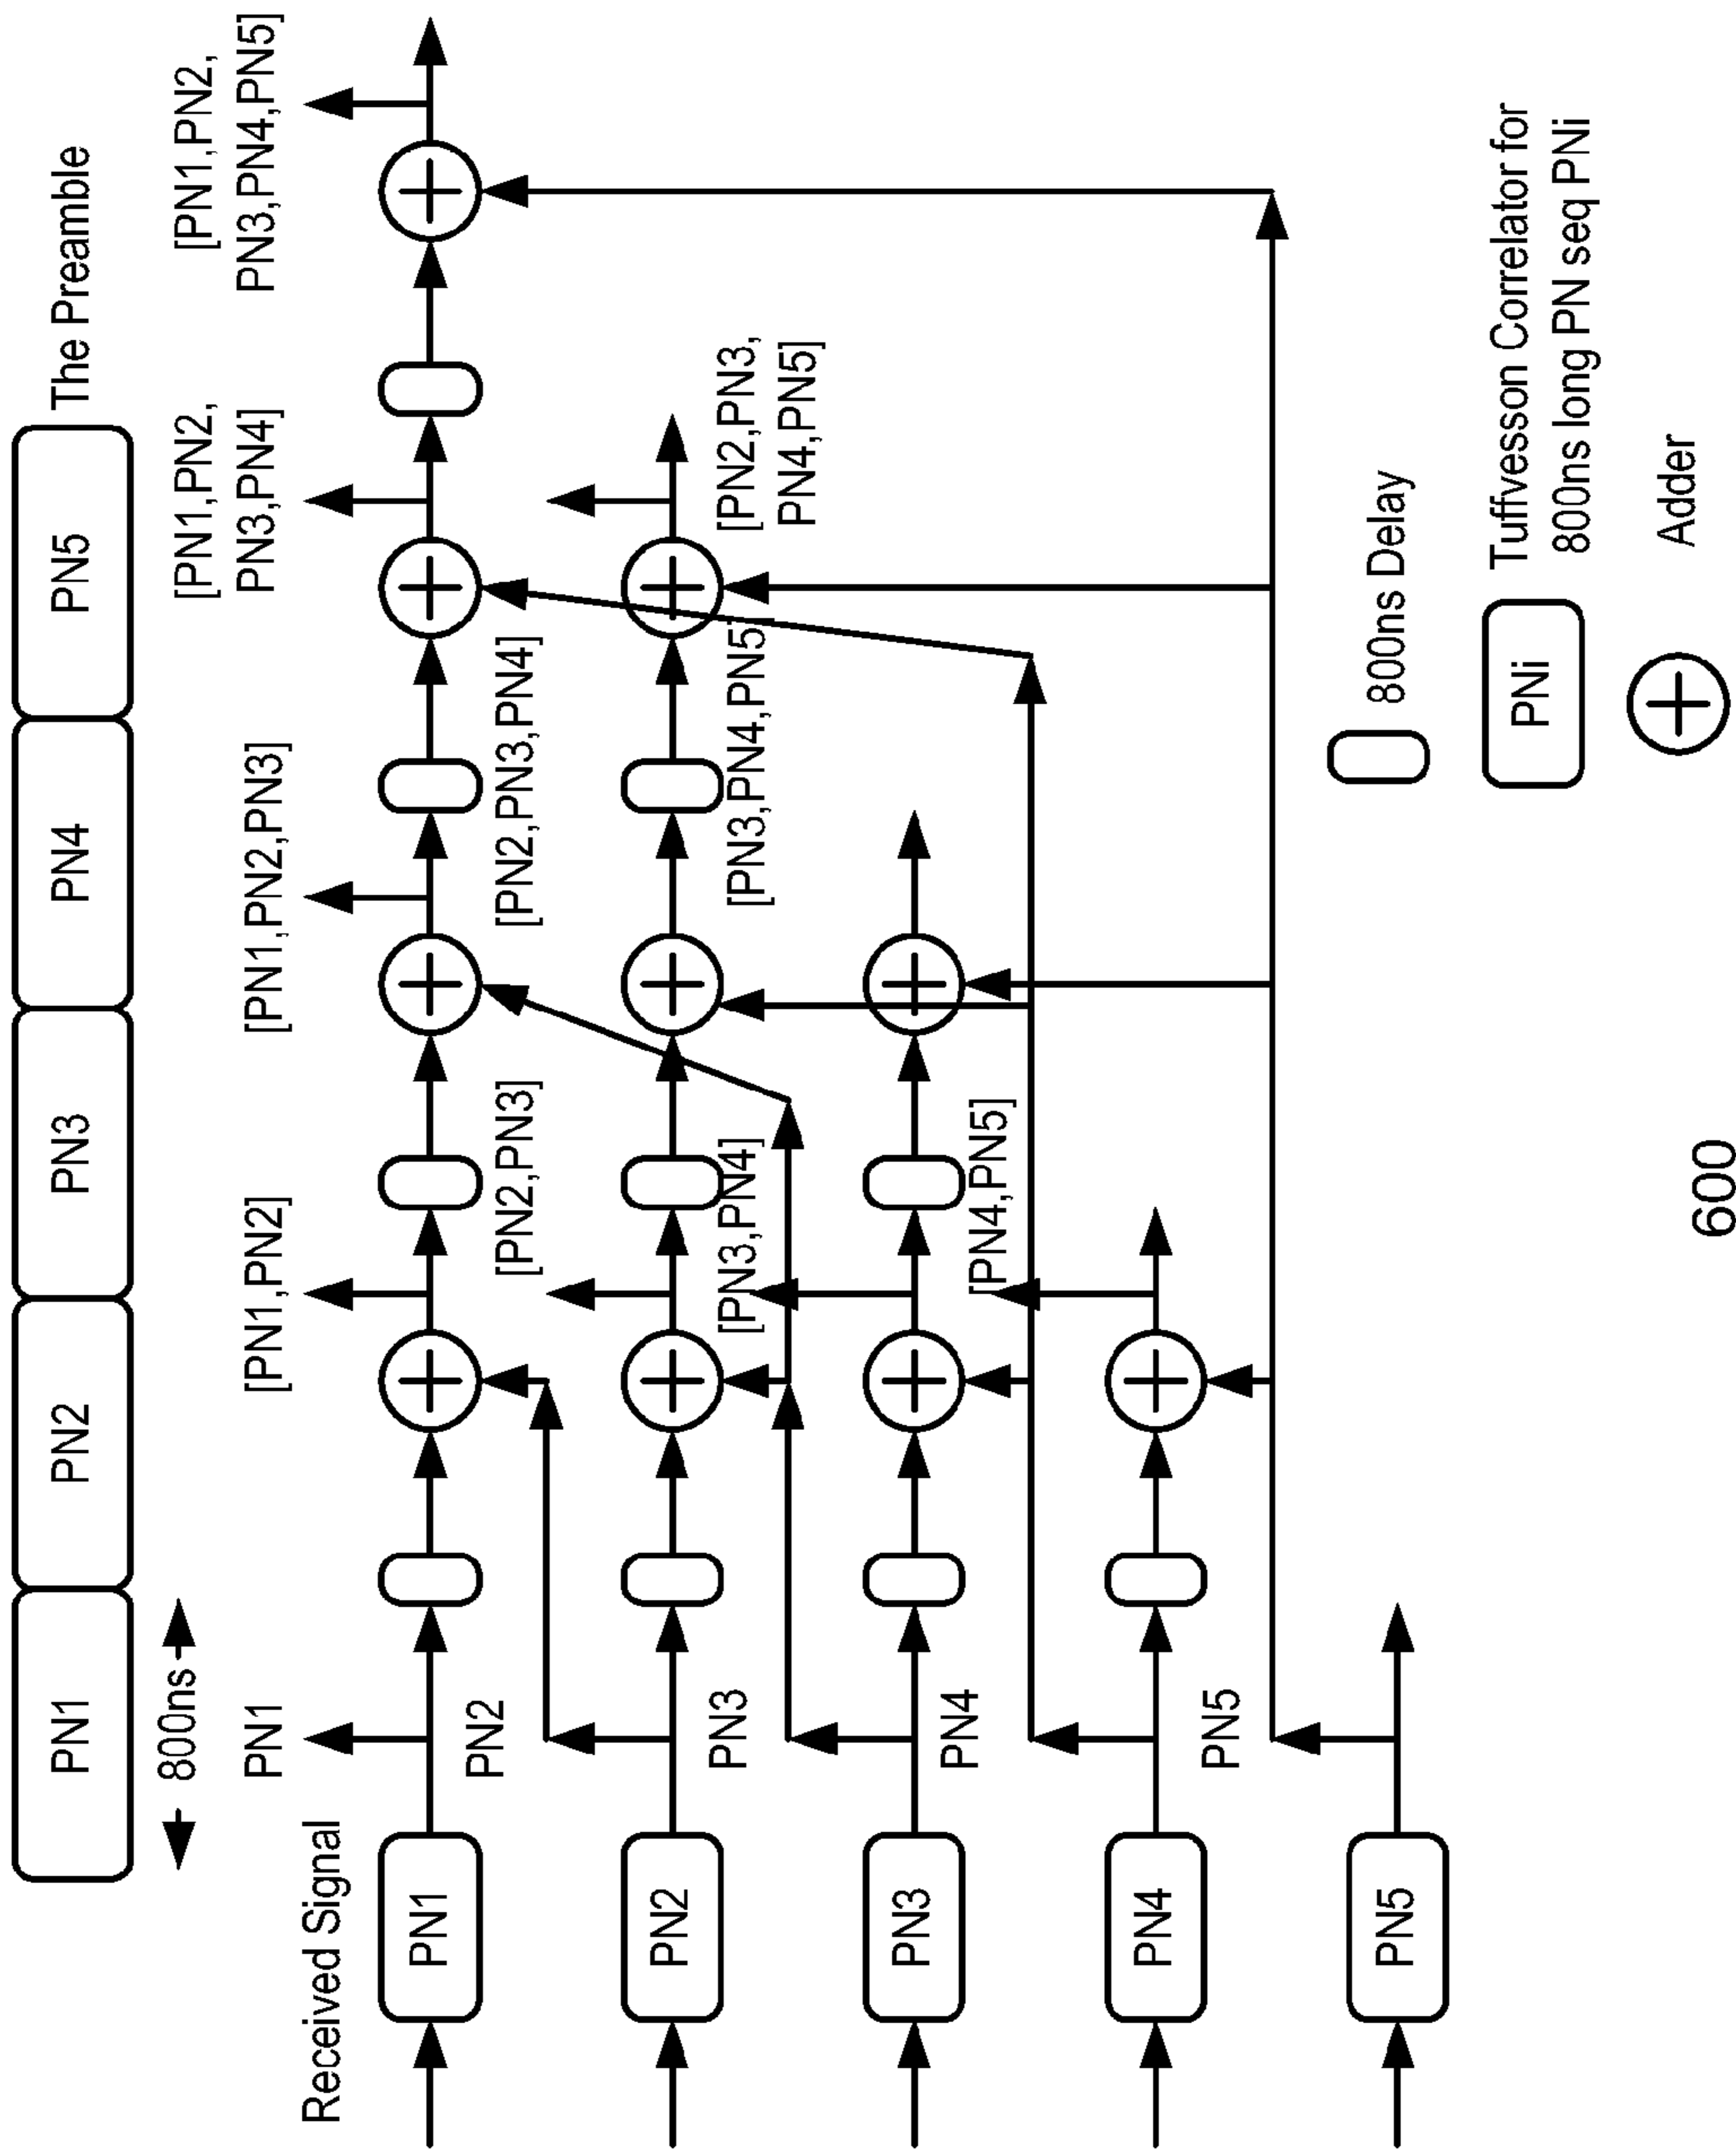 PN1
PN2
PN3
PN4
PN5
The Preamble
800ns
Received Signal
PN1
[PN1,PN2]
[PN1,PN2,PN3]
[PN1,PN2,
PN3,PN4]
[PN1,PN2,
PN3,PN4,PN5]
PN1
PN2
[PN2,PN3]
[PN2,PN3,PN4]
[PN2,PN3,
PN4,PN5]
PN2
PN3
[PN3,PN4]
[PN3,PN4,PN5]
PN3
PN4
[PN4,PN5]
PN4
PN5
PN5
800ns Delay
PNi
Tuffvesson Correlator for
800ns long PN seq PNi
Adder
600